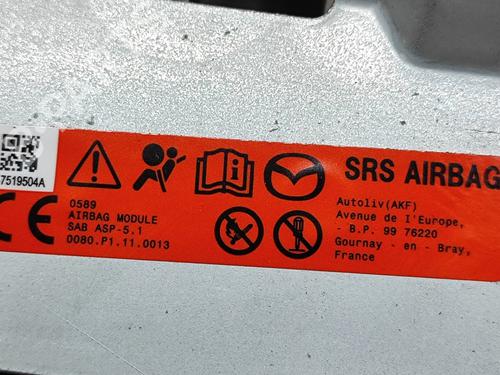 7519504A
SRS AIRBAG
CE
0589
AIRBAG MODULE
SAB ASP-5.1
0080.P1.11.0013
Autoliv(AKF)
Avenue de l'Europe,
- B.P. 99 76220
Gournay - en - Bray,
France